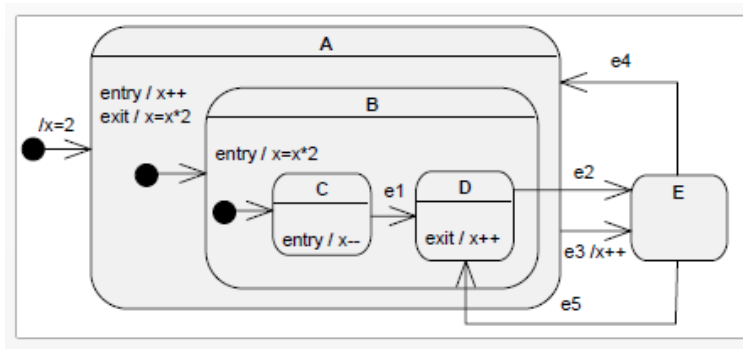 A
e4
entry / x++
exit / x=x*2
B
/x=2
entry / x=x*2
C
e1
D
e2
E
entry / x--
exit / x++
e3 /x++
e5